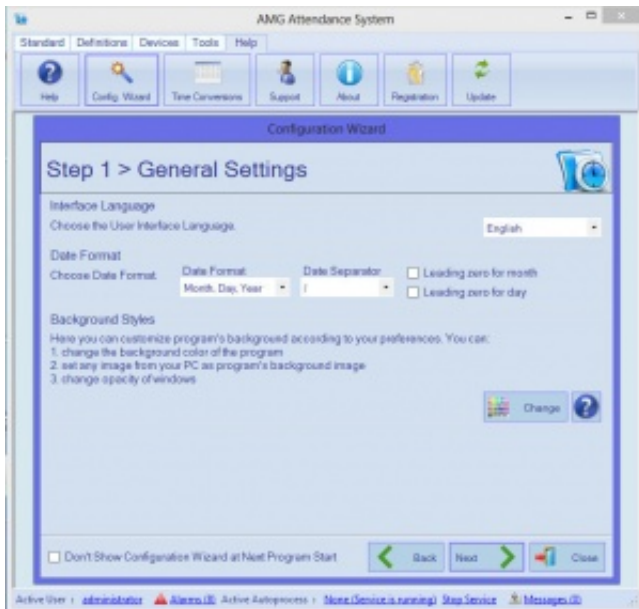 AMG Attendance System
Standard Definitions Devices Tools Help
Help Config. Wizard Time Conversions Support About Registration Update
Configuration Wizard
Step 1 > General Settings
Interface Language
Choose the User Interface Language. English
Date Format
Choose Date Format. Date Format Date Separator Leading zero for month
Month, Day, Year / Leading zero for day
Background Styles
Here you can customize program's background according to your preferences. You can:
1. change the background color of the program
2. set any image from your PC as program's background image
3. change opacity of windows
Change
Don't Show Configuration Wizard at Next Program Start Back Next Close
Active User : administrator Alarms (0) Active Autoprocess : None (Service is running) Stop Service Messages (0)